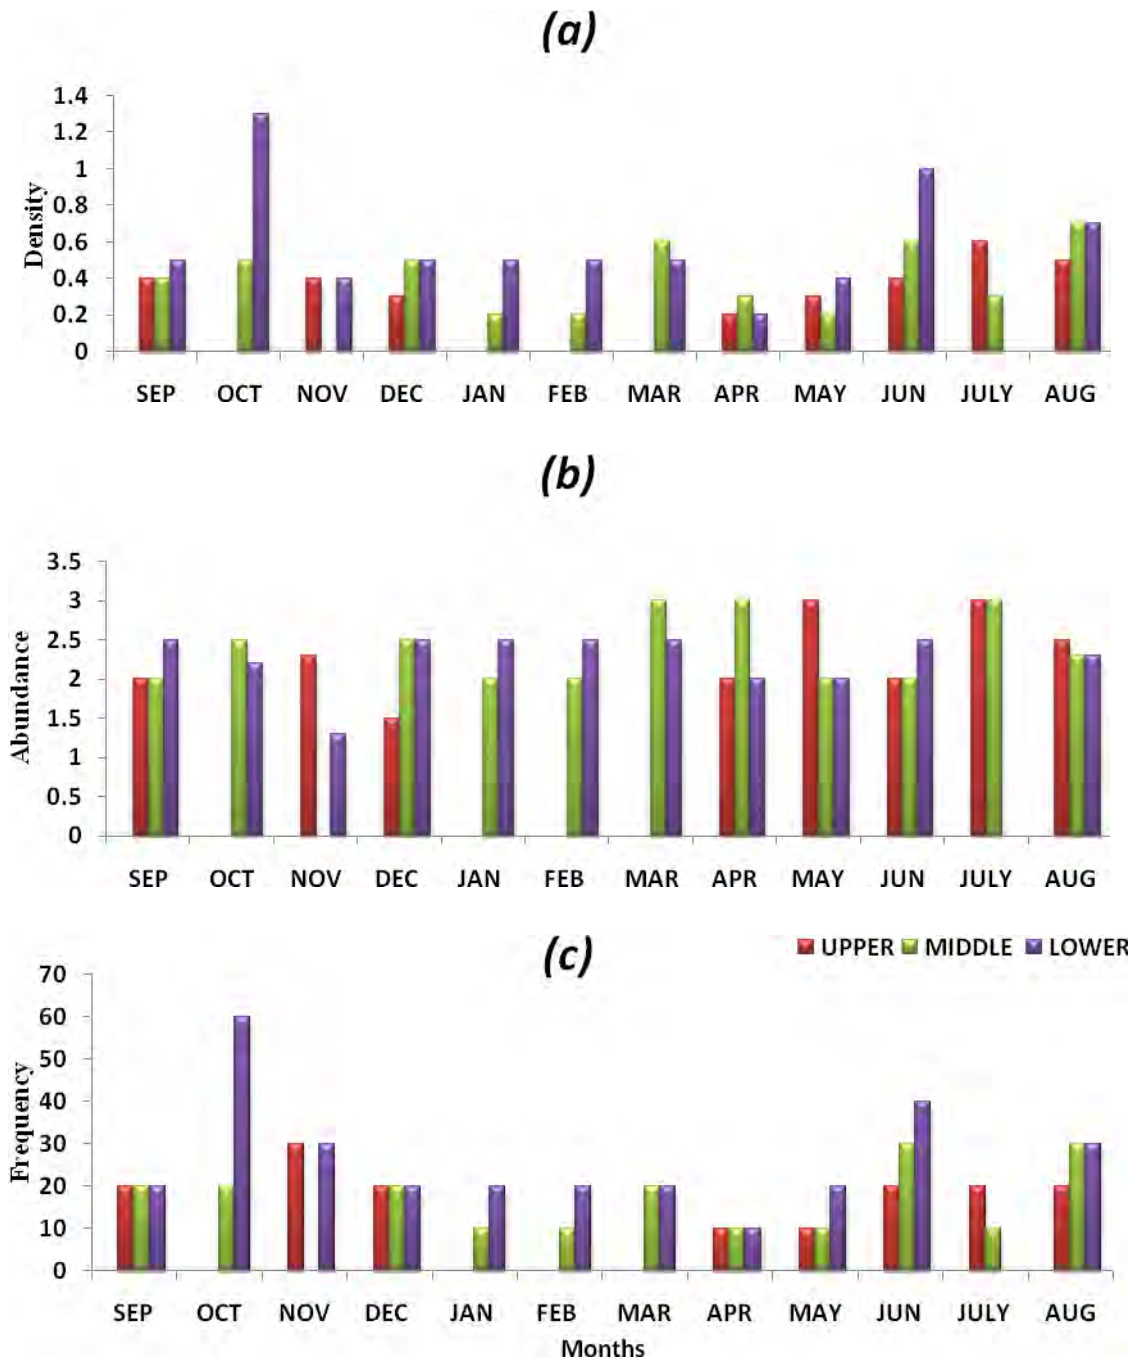 (a)
1.4
1.2
1
0.8
0.6
0.4
0.2
0
Density
SEP OCT NOV DEC JAN FEB MAR APR MAY JUN JULY AUG
(b)
3.5
3
2.5
2
1.5
1
0.5
0
Abundance
SEP OCT NOV DEC JAN FEB MAR APR MAY JUN JULY AUG
(c)
UPPER MIDDLE LOWER
70
60
50
40
30
20
10
0
Frequency
SEP OCT NOV DEC JAN FEB MAR APR MAY JUN JULY AUG
Months